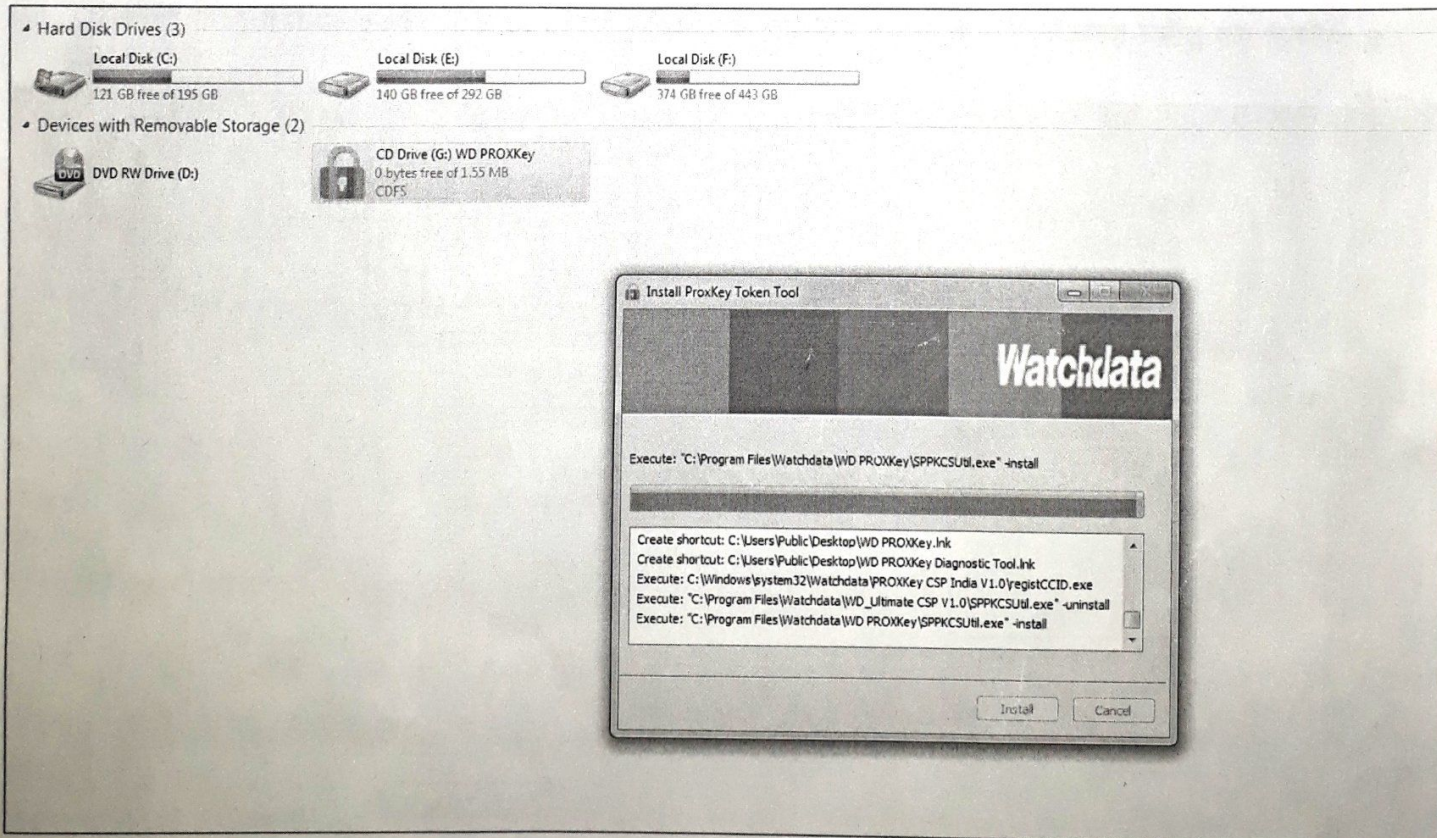 Hard Disk Drives (3)
Local Disk (C:)
121 GB free of 195 GB
Local Disk (E:)
140 GB free of 292 GB
Local Disk (F:)
374 GB free of 443 GB
Devices with Removable Storage (2)
DVD
DVD RW Drive (D:)
CD Drive (G:) WD PROXKey
0 bytes free of 1.55 MB
CDFS
Install ProxKey Token Tool
Watchdata
Execute: "C:\Program Files\Watchdata\WD PROXKey\SPPKCSUtil.exe" -install
Create shortcut: C:\Users\Public\Desktop\WD PROXKey.lnk
Create shortcut: C:\Users\Public\Desktop\WD PROXKey Diagnostic Tool.lnk
Execute: C:\Windows\system32\Watchdata\PROXKey CSP India V1.0\registCCID.exe
Execute: "C:\Program Files\Watchdata\WD_Ultimate CSP V1.0\SPPKCSUtil.exe" -uninstall
Execute: "C:\Program Files\Watchdata\WD PROXKey\SPPKCSUtil.exe" -install
Install
Cancel